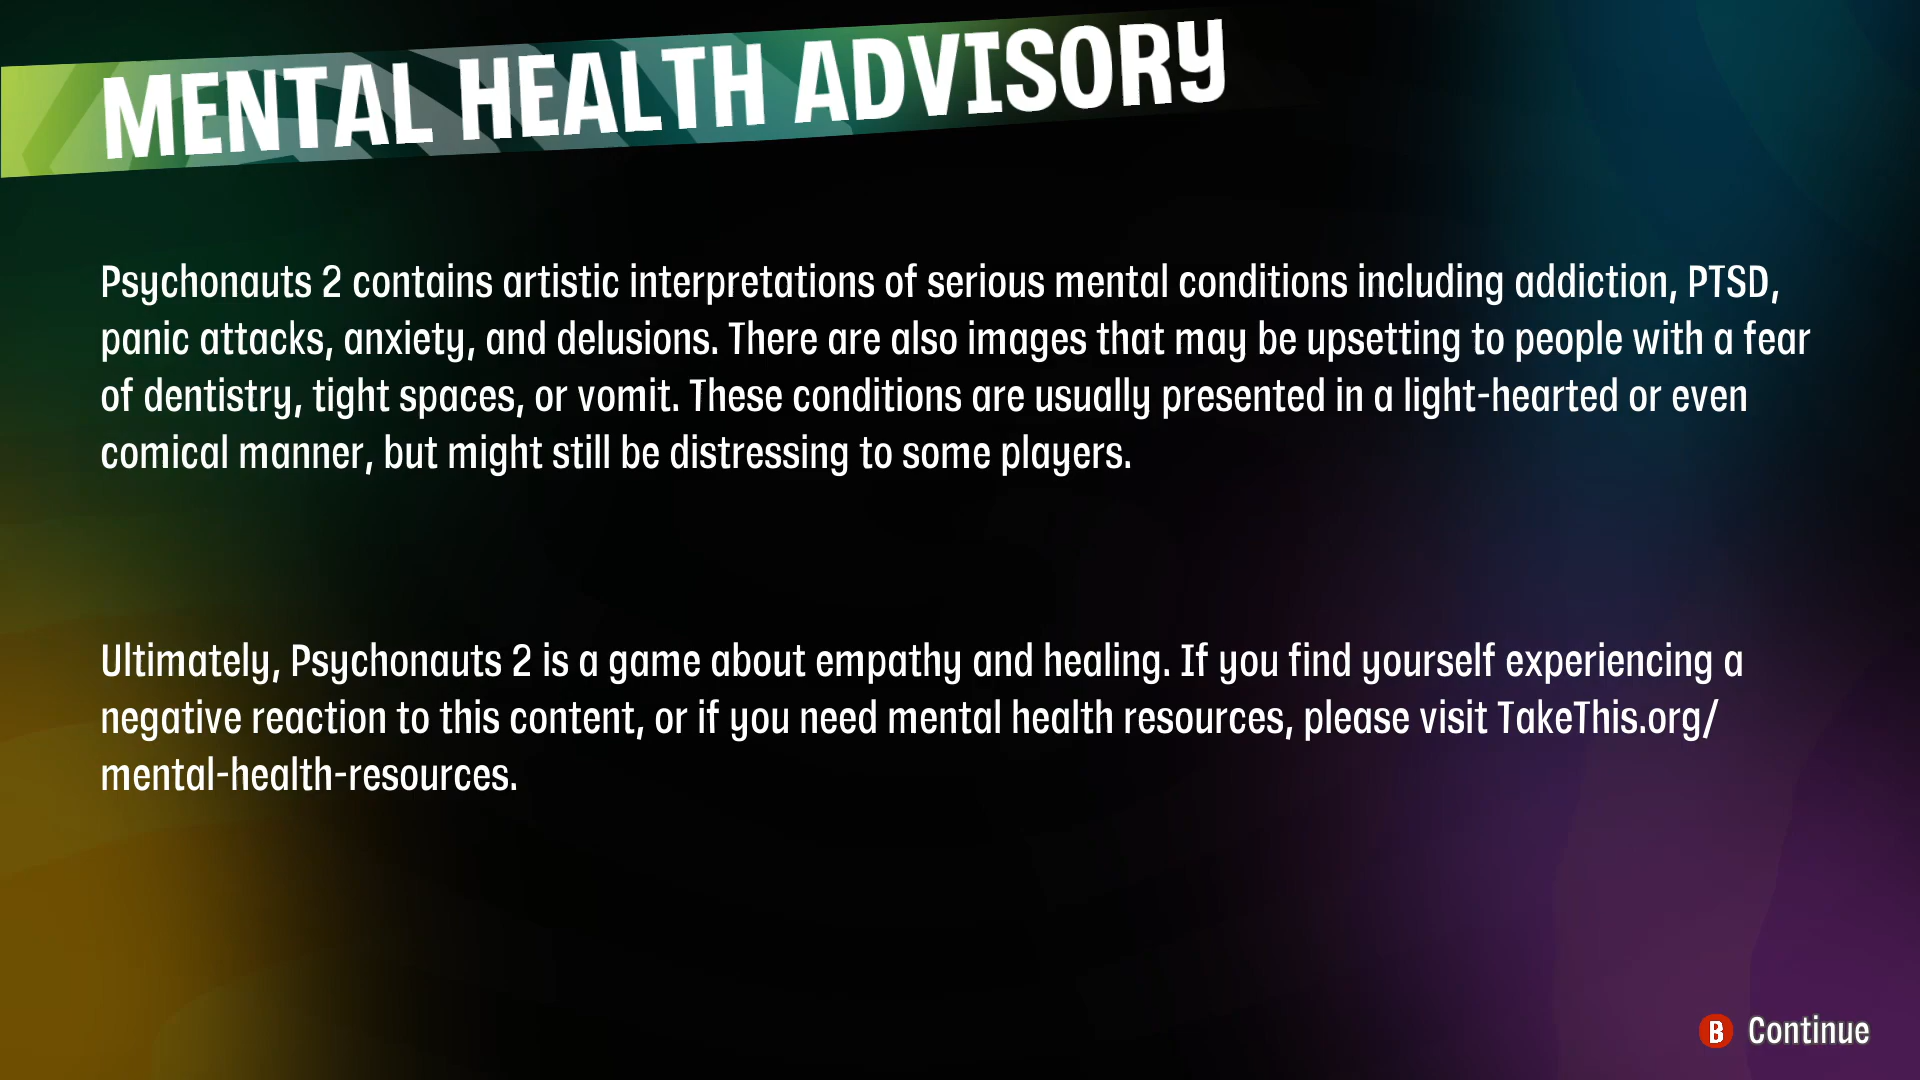 MENTAL HEALTH ADVISORY
Psychonauts 2 contains artistic interpretations of serious mental conditions including addiction, PTSD,
panic attacks, anxiety, and delusions. There are also images that may be upsetting to people with a fear
of dentistry, tight spaces, or vomit. These conditions are usually presented in a light-hearted or even
comical manner, but might still be distressing to some players.
Ultimately, Psychonauts 2 is a game about empathy and healing. If you find yourself experiencing a
negative reaction to this content, or if you need mental health resources, please visit TakeThis.org/
mental-health-resources.
B Continue